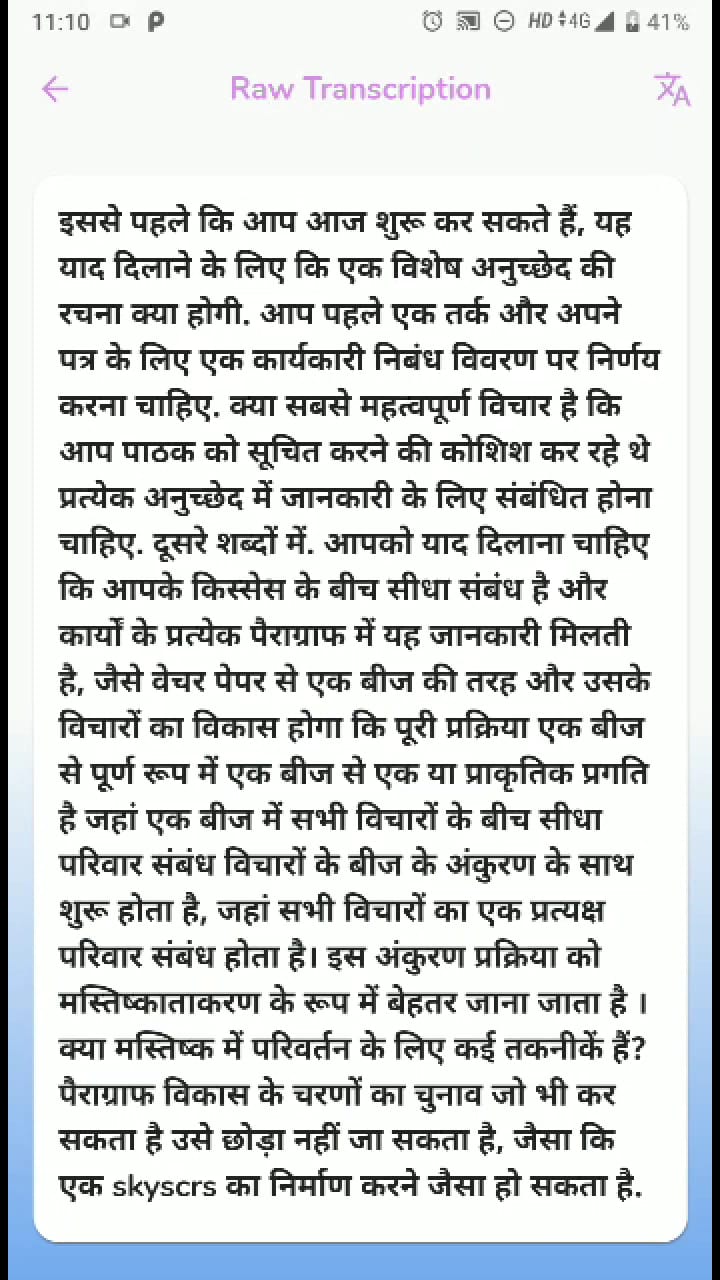 11:10 P HD 4G 41%
Raw Transcription
इससे पहले कि आप आज शुरू कर सकते हैं, यह
याद दिलाने के लिए कि एक विशेष अनुच्छेद की
रचना क्या होगी. आप पहले एक तर्क और अपने
पत्र के लिए एक कार्यकारी निबंध विवरण पर निर्णय
करना चाहिए. क्या सबसे महत्वपूर्ण विचार है कि
आप पाठक को सूचित करने की कोशिश कर रहे थे
प्रत्येक अनुच्छेद में जानकारी के लिए संबंधित होना
चाहिए. दूसरे शब्दों में. आपको याद दिलाना चाहिए
कि आपके किस्सेस के बीच सीधा संबंध है और
कार्यों के प्रत्येक पैराग्राफ में यह जानकारी मिलती
है, जैसे वेचर पेपर से एक बीज की तरह और उसके
विचारों का विकास होगा कि पूरी प्रक्रिया एक बीज
से पूर्ण रूप में एक बीज से एक या प्राकृतिक प्रगति
है जहां एक बीज में सभी विचारों के बीच सीधा
परिवार संबंध विचारों के बीज के अंकुरण के साथ
शुरू होता है, जहां सभी विचारों का एक प्रत्यक्ष
परिवार संबंध होता है। इस अंकुरण प्रक्रिया को
मस्तिष्काताकरण के रूप में बेहतर जाना जाता है ।
क्या मस्तिष्क में परिवर्तन के लिए कई तकनीकें हैं?
पैराग्राफ विकास के चरणों का चुनाव जो भी कर
सकता है उसे छोड़ा नहीं जा सकता है, जैसा कि
एक skyscrs का निर्माण करने जैसा हो सकता है.